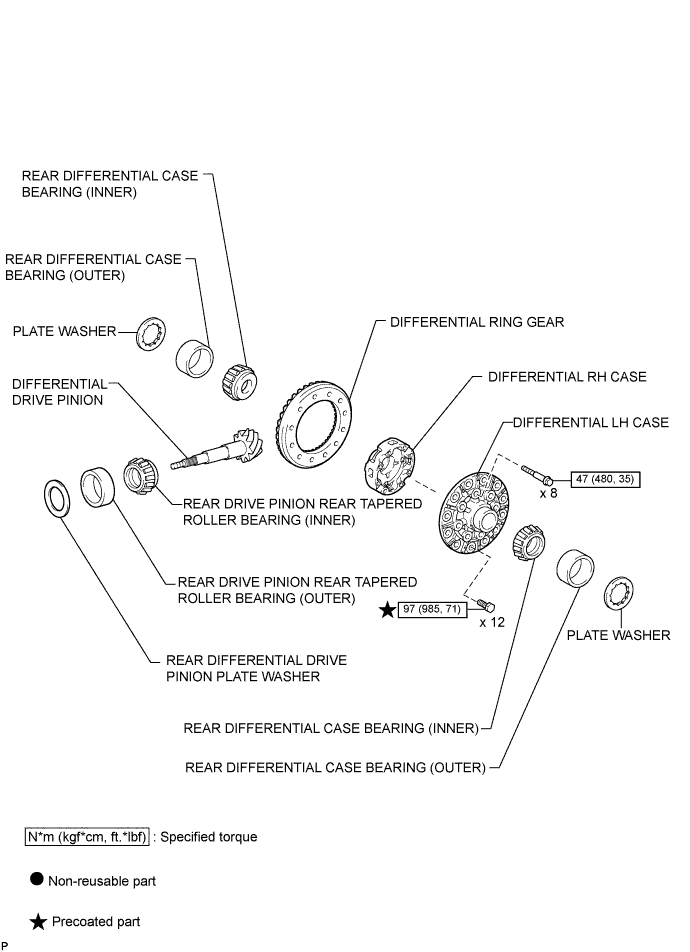 REAR DIFFERENTIAL CASE
BEARING (INNER)
REAR DIFFERENTIAL CASE
BEARING (OUTER)
PLATE WASHER
DIFFERENTIAL RING GEAR
DIFFERENTIAL RH CASE
DIFFERENTIAL
DRIVE PINION
DIFFERENTIAL LH CASE
47 (480, 35)
x 8
REAR DRIVE PINION REAR TAPERED
ROLLER BEARING (INNER)
REAR DRIVE PINION REAR TAPERED
ROLLER BEARING (OUTER)
97 (985, 71)
x 12
PLATE WASHER
REAR DIFFERENTIAL DRIVE
PINION PLATE WASHER
REAR DIFFERENTIAL CASE BEARING (INNER)
REAR DIFFERENTIAL CASE BEARING (OUTER)
N*m (kgf*cm, ft.*lbf) : Specified torque
Non-reusable part
Precoated part
P